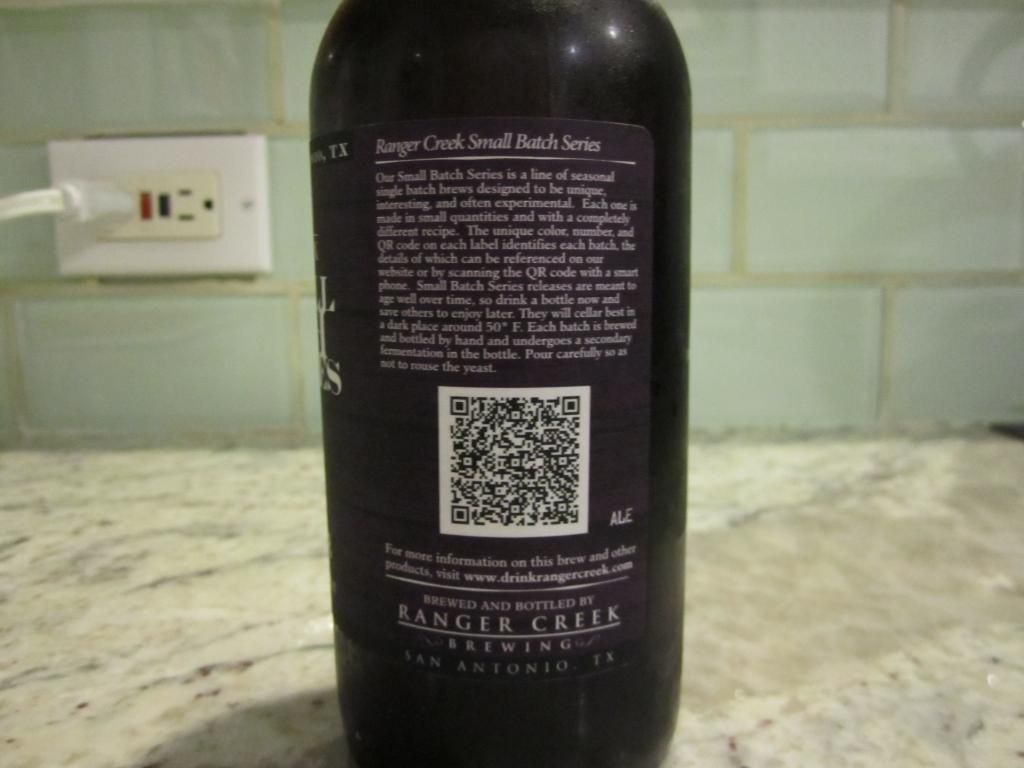 , TX
Ranger Creek Small Batch Series
Our Small Batch Series is a line of seasonal
single batch brews designed to be unique,
interesting, and often experimental. Each one is
made in small quantities and with a completely
different recipe. The unique color, number, and
QR code on each label identifies each batch, the
details of which can be referenced on our
website or by scanning the QR code with a smart
phone. Small Batch Series releases are meant to
age well over time, so drink a bottle now and
save others to enjoy later. They will cellar best in
a dark place around 50° F. Each batch is brewed
and bottled by hand and undergoes a secondary
fermentation in the bottle. Pour carefully so as
not to rouse the yeast.
ALE
For more information on this brew and other
products, visit www.drinkrangercreek.com
BREWED AND BOTTLED BY
RANGER CREEK
BREWING
SAN ANTONIO, TX